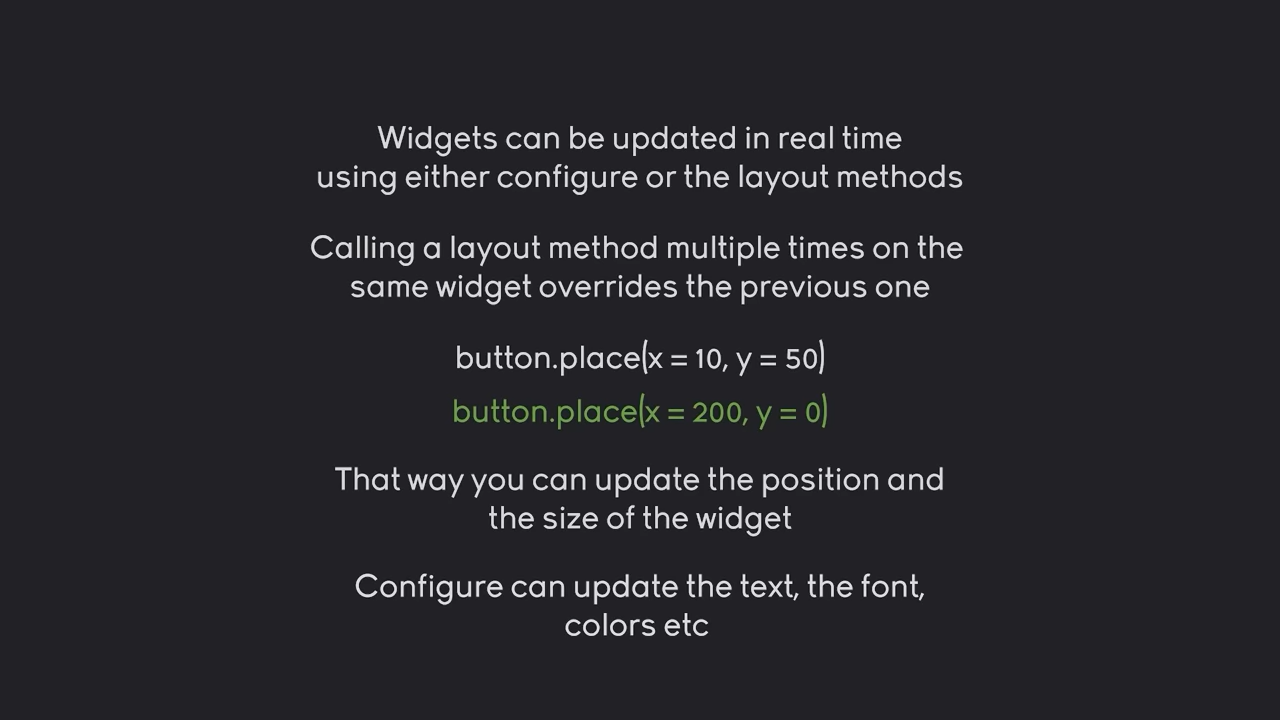 Widgets can be updated in real time
using either configure or the layout methods
Calling a layout method multiple times on the
same widget overrides the previous one
button.place(x = 10, y = 50)
button.place(x = 200, y = 0)
That way you can update the position and
the size of the widget
Configure can update the text, the font,
colors etc